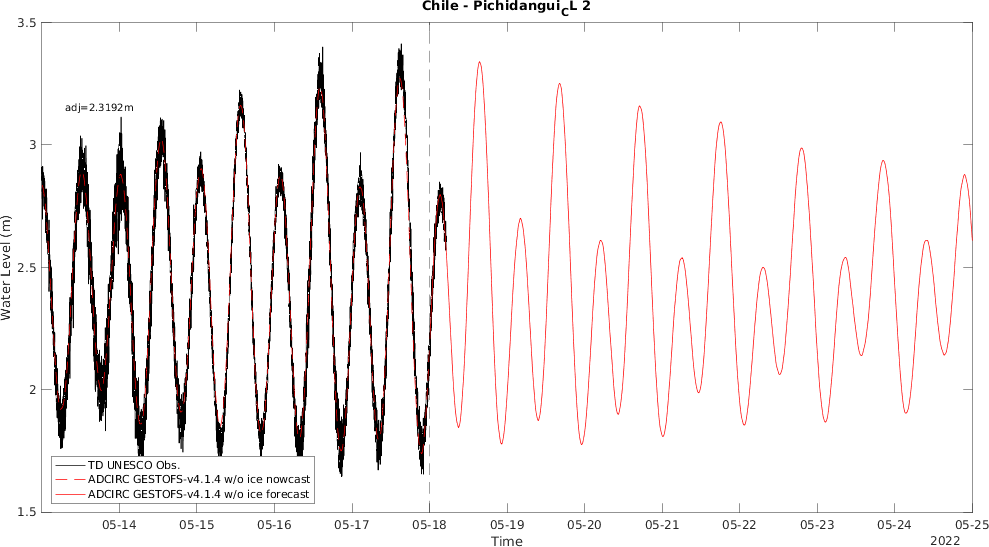 Chile - Pichidangui_CL 2
3.5
adj=2.3192m
3
2.5
Water Level (m)
2
TD UNESCO Obs.
ADCIRC GESTOFS-v4.1.4 w/o ice nowcast
ADCIRC GESTOFS-v4.1.4 w/o ice forecast
1.5
05-14 05-15 05-16 05-17 05-18 05-19 05-20 05-21 05-22 05-23 05-24 05-25
Time
2022